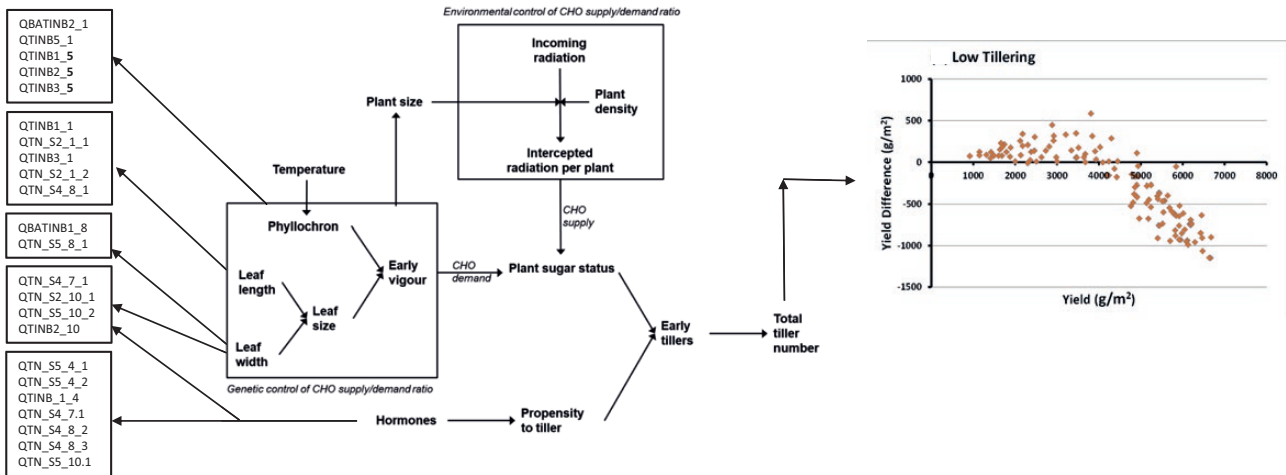 QBATINB2_1
QTINB5_1
QTINB1_5
QTINB2_5
QTINB3_5
QTINB1_1
QTN_S2_1_1
QTINB3_1
QTN_S2_1_2
QTN_S4_8_1
QBATINB1_8
QTN_S5_8_1
QTN_S4_7_1
QTN_S2_10_1
QTN_S5_10_2
QTINB2_10
QTN_S5_4_1
QTN_S5_4_2
QTINB_1_4
QTN_S4_7.1
QTN_S4_8_2
QTN_S4_8_3
QTN_S5_10.1
Environmental control of CHO supply/demand ratio
Incoming
radiation
Plant size
Plant
density
Intercepted
radiation per plant
Temperature
Phyllochron
Leaf
length
Leaf
size
Leaf
width
Early
vigour
Genetic control of CHO supply/demand ratio
CHO
supply
CHO
demand
Plant sugar status
Early
tillers
Total
tiller
number
Hormones
Propensity
to tiller
Low Tillering
Yield Difference (g/m²)
1000
500
0
-500
-1000
-1500
0 1000 2000 3000 4000 5000 6000 7000 8000
Yield (g/m²)